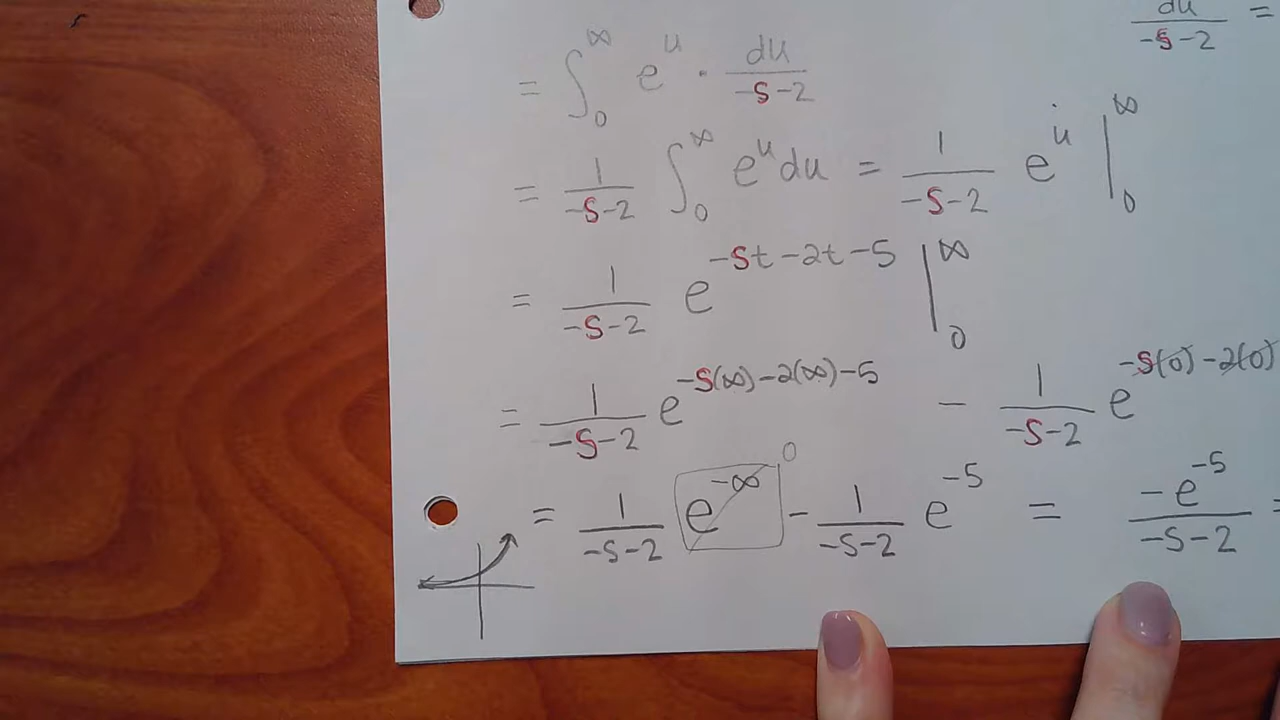 du/(-s-2) =
= ∫₀^∞ e^u · du/(-s-2)
= 1/(-s-2) ∫₀^∞ e^u du = 1/(-s-2) e^u |₀^∞
= 1/(-s-2) e^(-st-2t-5) |₀^∞
= 1/(-s-2) e^(-s(∞)-2(∞)-5) - 1/(-s-2) e^(-s(0)-2(0)
= 1/(-s-2) e^(-∞) 0 - 1/(-s-2) e^(-5) = -e^(-5)/(-s-2) =